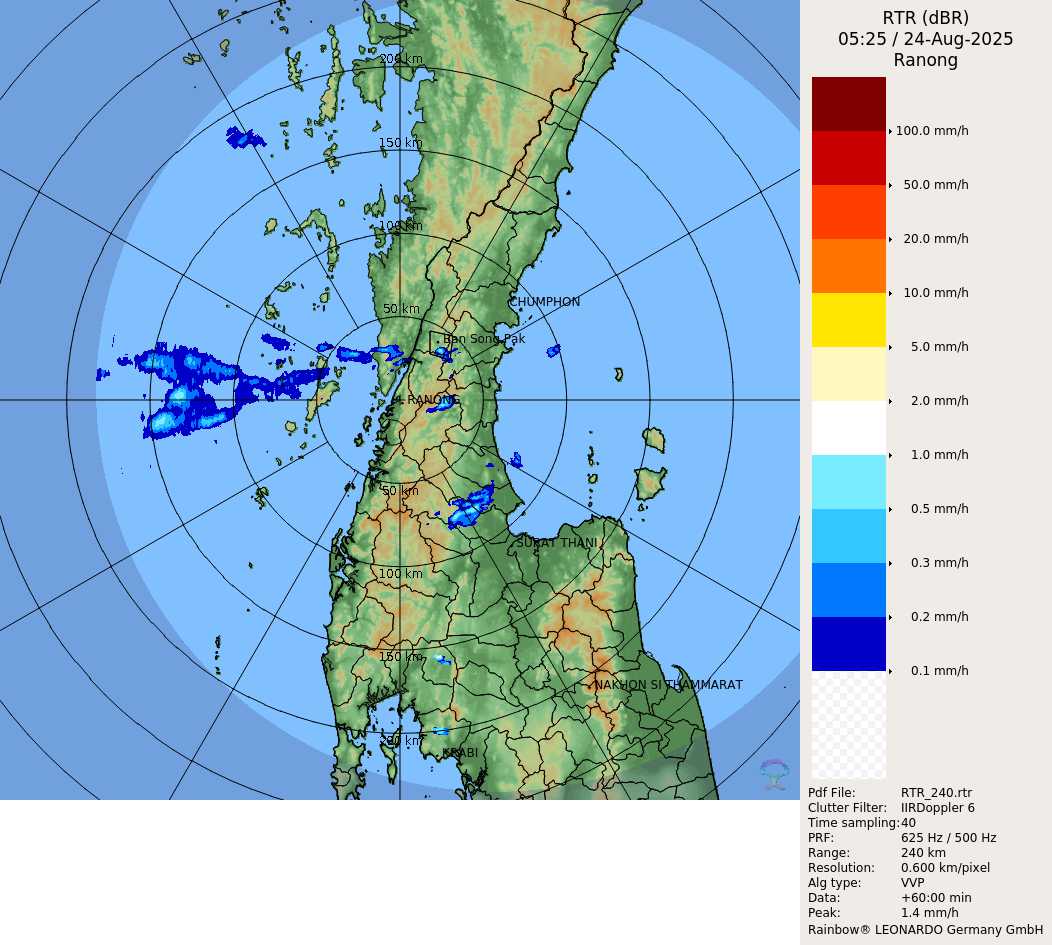 RTR (dBR)
05:25 / 24-Aug-2025
Ranong
200 km
150 km
100 km
50 km
CHUMPHON
Ban Song Pak
RANONG
50 km
SURAT THANI
100 km
150 km
NAKHON SI THAMMARAT
200 km
KRABI
100.0 mm/h
50.0 mm/h
20.0 mm/h
10.0 mm/h
5.0 mm/h
2.0 mm/h
1.0 mm/h
0.5 mm/h
0.3 mm/h
0.2 mm/h
0.1 mm/h
Pdf File: RTR_240.rtr
Clutter Filter: IIRDoppler 6
Time sampling:40
PRF: 625 Hz / 500 Hz
Range: 240 km
Resolution: 0.600 km/pixel
Alg type: VVP
Data: +60:00 min
Peak: 1.4 mm/h
Rainbow® LEONARDO Germany GmbH